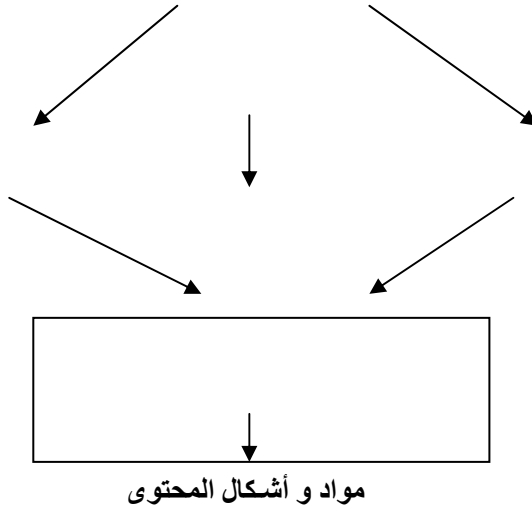 مواد و أشكال المحتوى